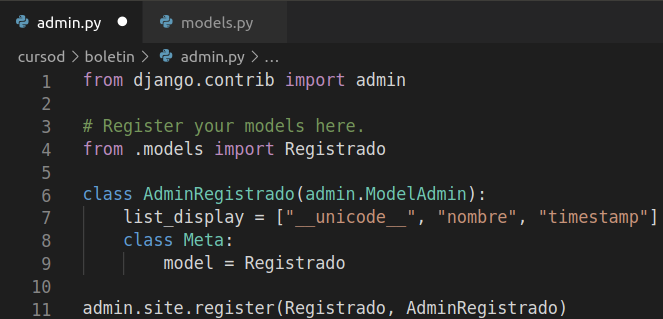 admin.py models.py
cursod > boletin > admin.py > ...
1 from django.contrib import admin
2
3 # Register your models here.
4 from .models import Registrado
5
6 class AdminRegistrado(admin.ModelAdmin):
7 list_display = ["__unicode__", "nombre", "timestamp"]
8 class Meta:
9 model = Registrado
10
11 admin.site.register(Registrado, AdminRegistrado)